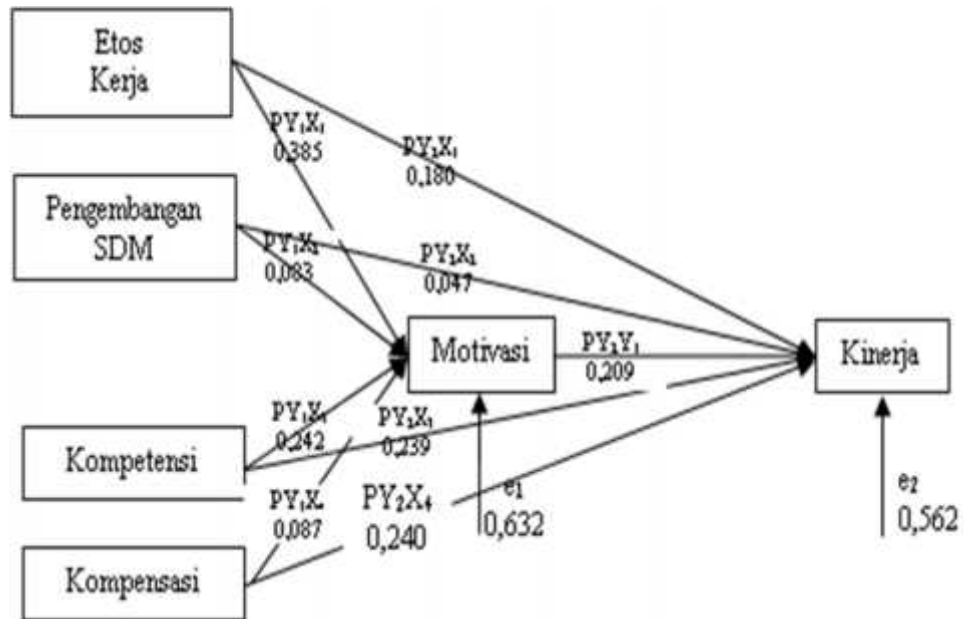 Etos
Kerja
PY₁X₁
0,385
PY₂X₁
0,180
Pengembangan
SDM
PY₁X₂
0,083
PY₂X₂
0,047
Motivasi
PY₂Y₁
0,209
Kinerja
Kompetensi
PY₁X₃
0,242
PY₂X₃
0,239
PY₁X₄
0,087
PY₂X₄
0,240
e₁
0,632
e₂
0,562
Kompensasi